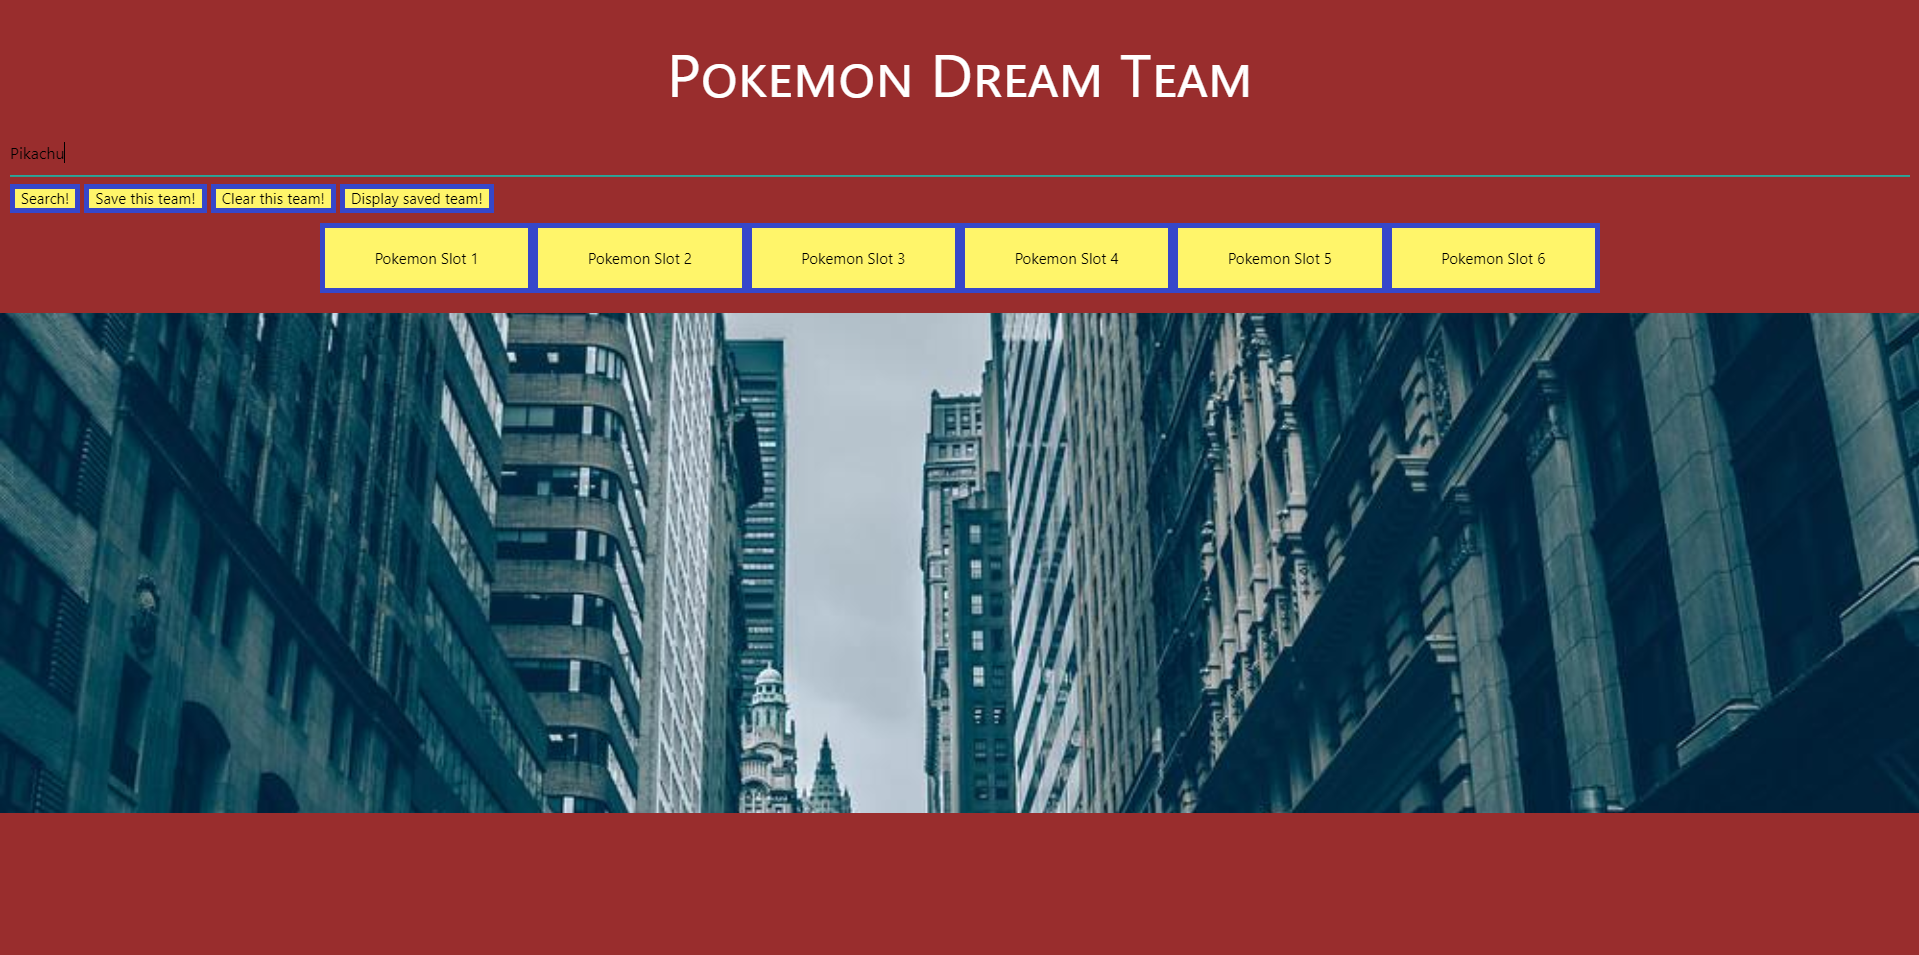 Pokemon Dream Team
Pikachu
Search! Save this team! Clear this team! Display saved team!
Pokemon Slot 1 Pokemon Slot 2 Pokemon Slot 3 Pokemon Slot 4 Pokemon Slot 5 Pokemon Slot 6